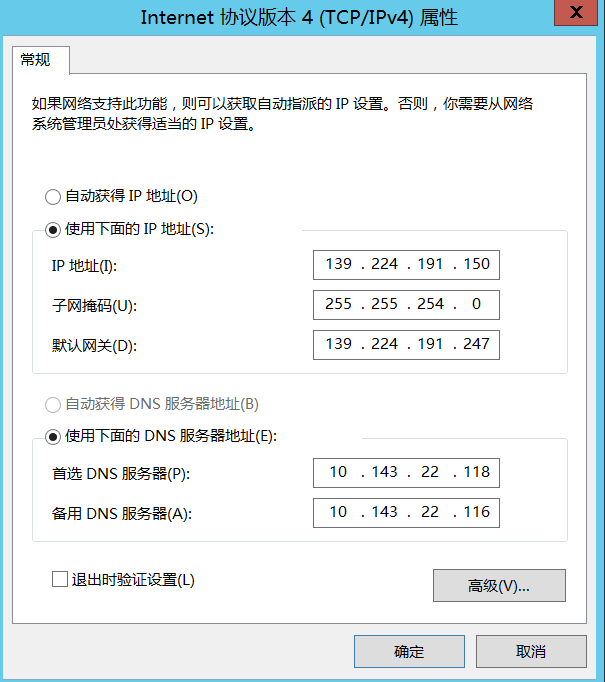 Internet 协议版本 4 (TCP/IPv4) 属性
X
常规
如果网络支持此功能，则可以获取自动指派的 IP 设置。否则，你需要从网络
系统管理员处获得适当的 IP 设置。
自动获得 IP 地址(O)
使用下面的 IP 地址(S):
IP 地址(I): 139 . 224 . 191 . 150
子网掩码(U): 255 . 255 . 254 . 0
默认网关(D): 139 . 224 . 191 . 247
自动获得 DNS 服务器地址(B)
使用下面的 DNS 服务器地址(E):
首选 DNS 服务器(P): 10 . 143 . 22 . 118
备用 DNS 服务器(A): 10 . 143 . 22 . 116
退出时验证设置(L)
高级(V)...
确定 取消